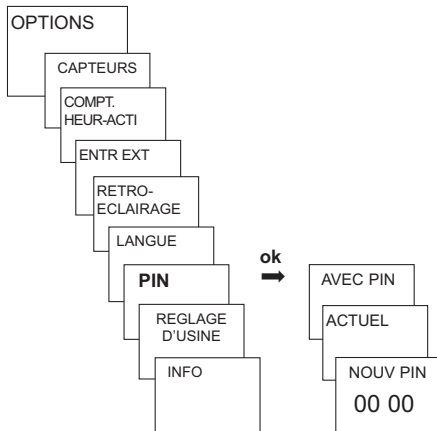 OPTIONS
CAPTEURS
COMPT.
HEUR-ACTI
ENTR EXT
RETRO-
ECLAIRAGE
LANGUE
PIN
REGLAGE
D'USINE
INFO
ok
AVEC PIN
ACTUEL
NOUV PIN
00 00